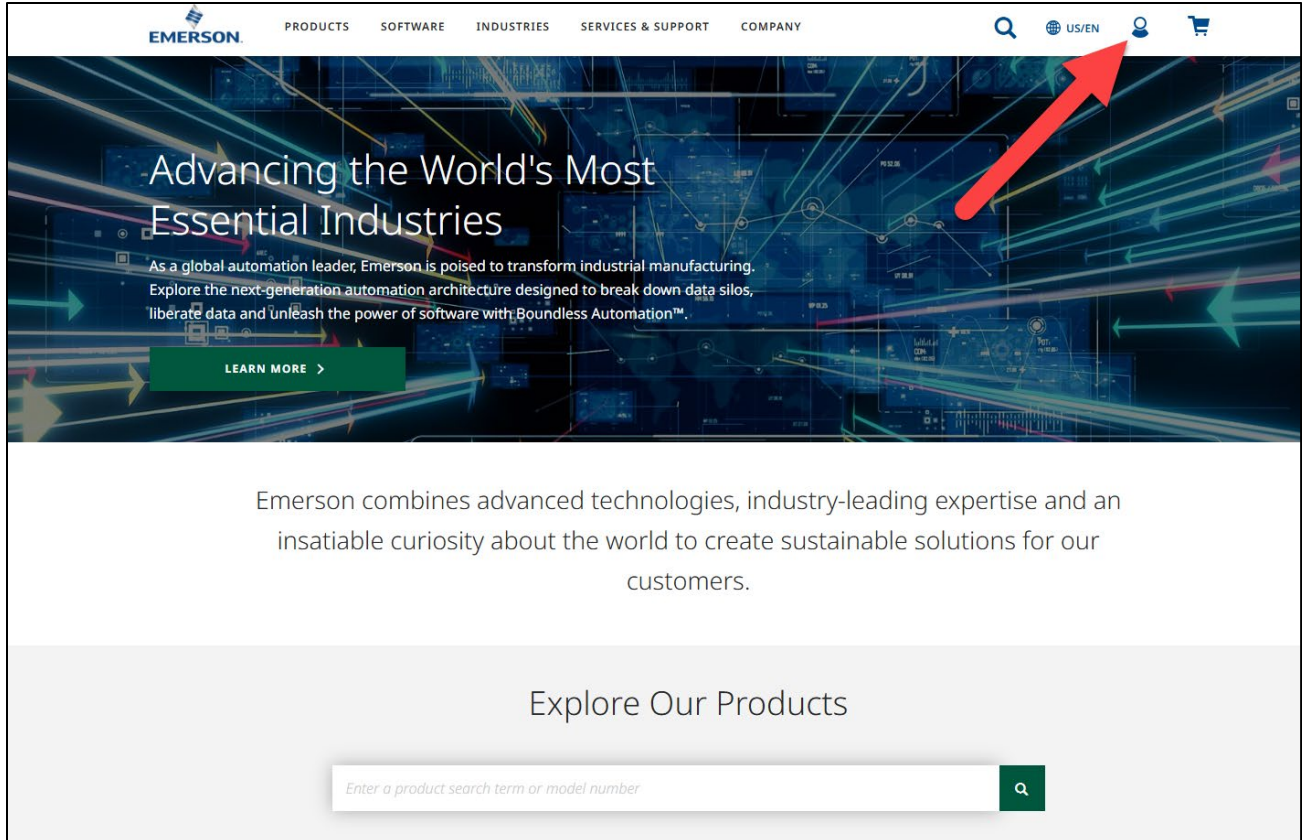 EMERSON.
PRODUCTS SOFTWARE INDUSTRIES SERVICES & SUPPORT COMPANY US/EN
Advancing the World's Most
Essential Industries
As a global automation leader, Emerson is poised to transform industrial manufacturing.
Explore the next-generation automation architecture designed to break down data silos,
liberate data and unleash the power of software with Boundless Automation™.
LEARN MORE >
Emerson combines advanced technologies, industry-leading expertise and an
insatiable curiosity about the world to create sustainable solutions for our
customers.
Explore Our Products
Enter a product search term or model number